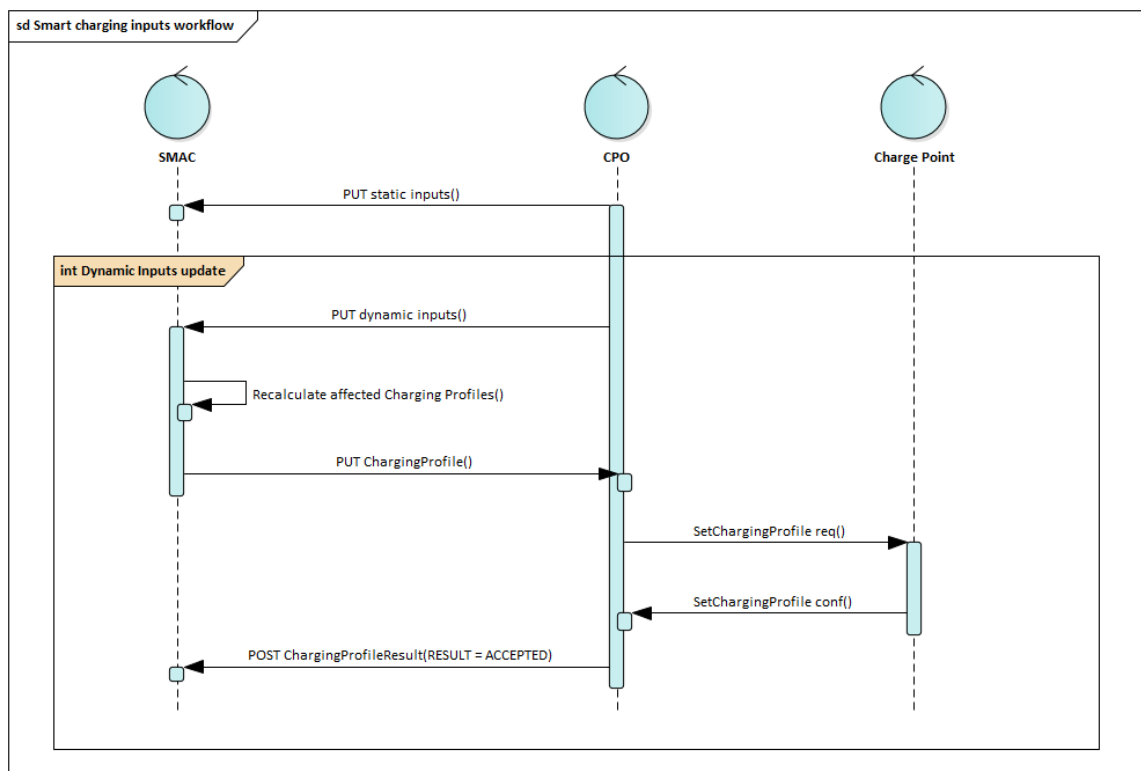 sd Smart charging inputs workflow
SMAC
CPO
Charge Point
PUT static inputs()
int Dynamic Inputs update
PUT dynamic inputs()
Recalculate affected Charging Profiles()
PUT ChargingProfile()
SetChargingProfile req()
SetChargingProfile conf()
POST ChargingProfileResult(RESULT = ACCEPTED)